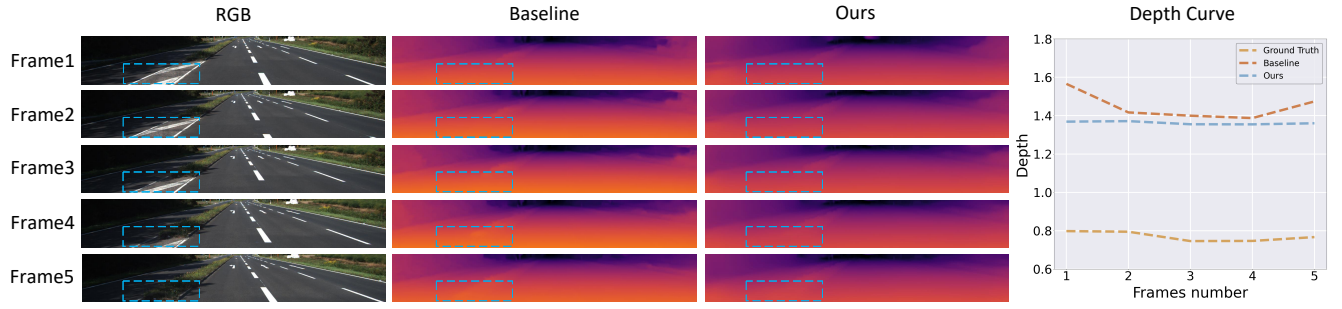 RGB
Baseline
Ours
Depth Curve
Frame1
Frame2
Frame3
Frame4
Frame5
1.8
1.6
1.4
1.2
1.0
0.8
0.6
Depth
Ground Truth
Baseline
Ours
1 2 3 4 5
Frames number